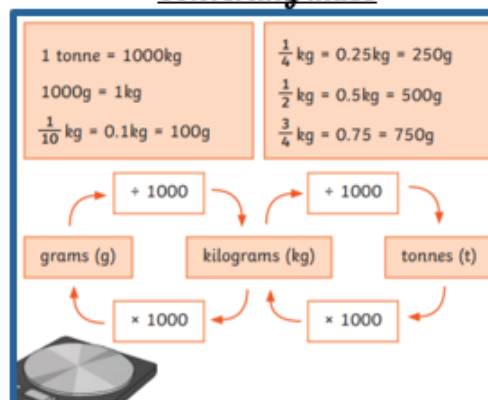 1 tonne = 1000kg
1000g = 1kg
1/10 kg = 0.1kg = 100g
1/4 kg = 0.25kg = 250g
1/2 kg = 0.5kg = 500g
3/4 kg = 0.75 = 750g
÷ 1000
÷ 1000
grams (g)
kilograms (kg)
tonnes (t)
× 1000
× 1000